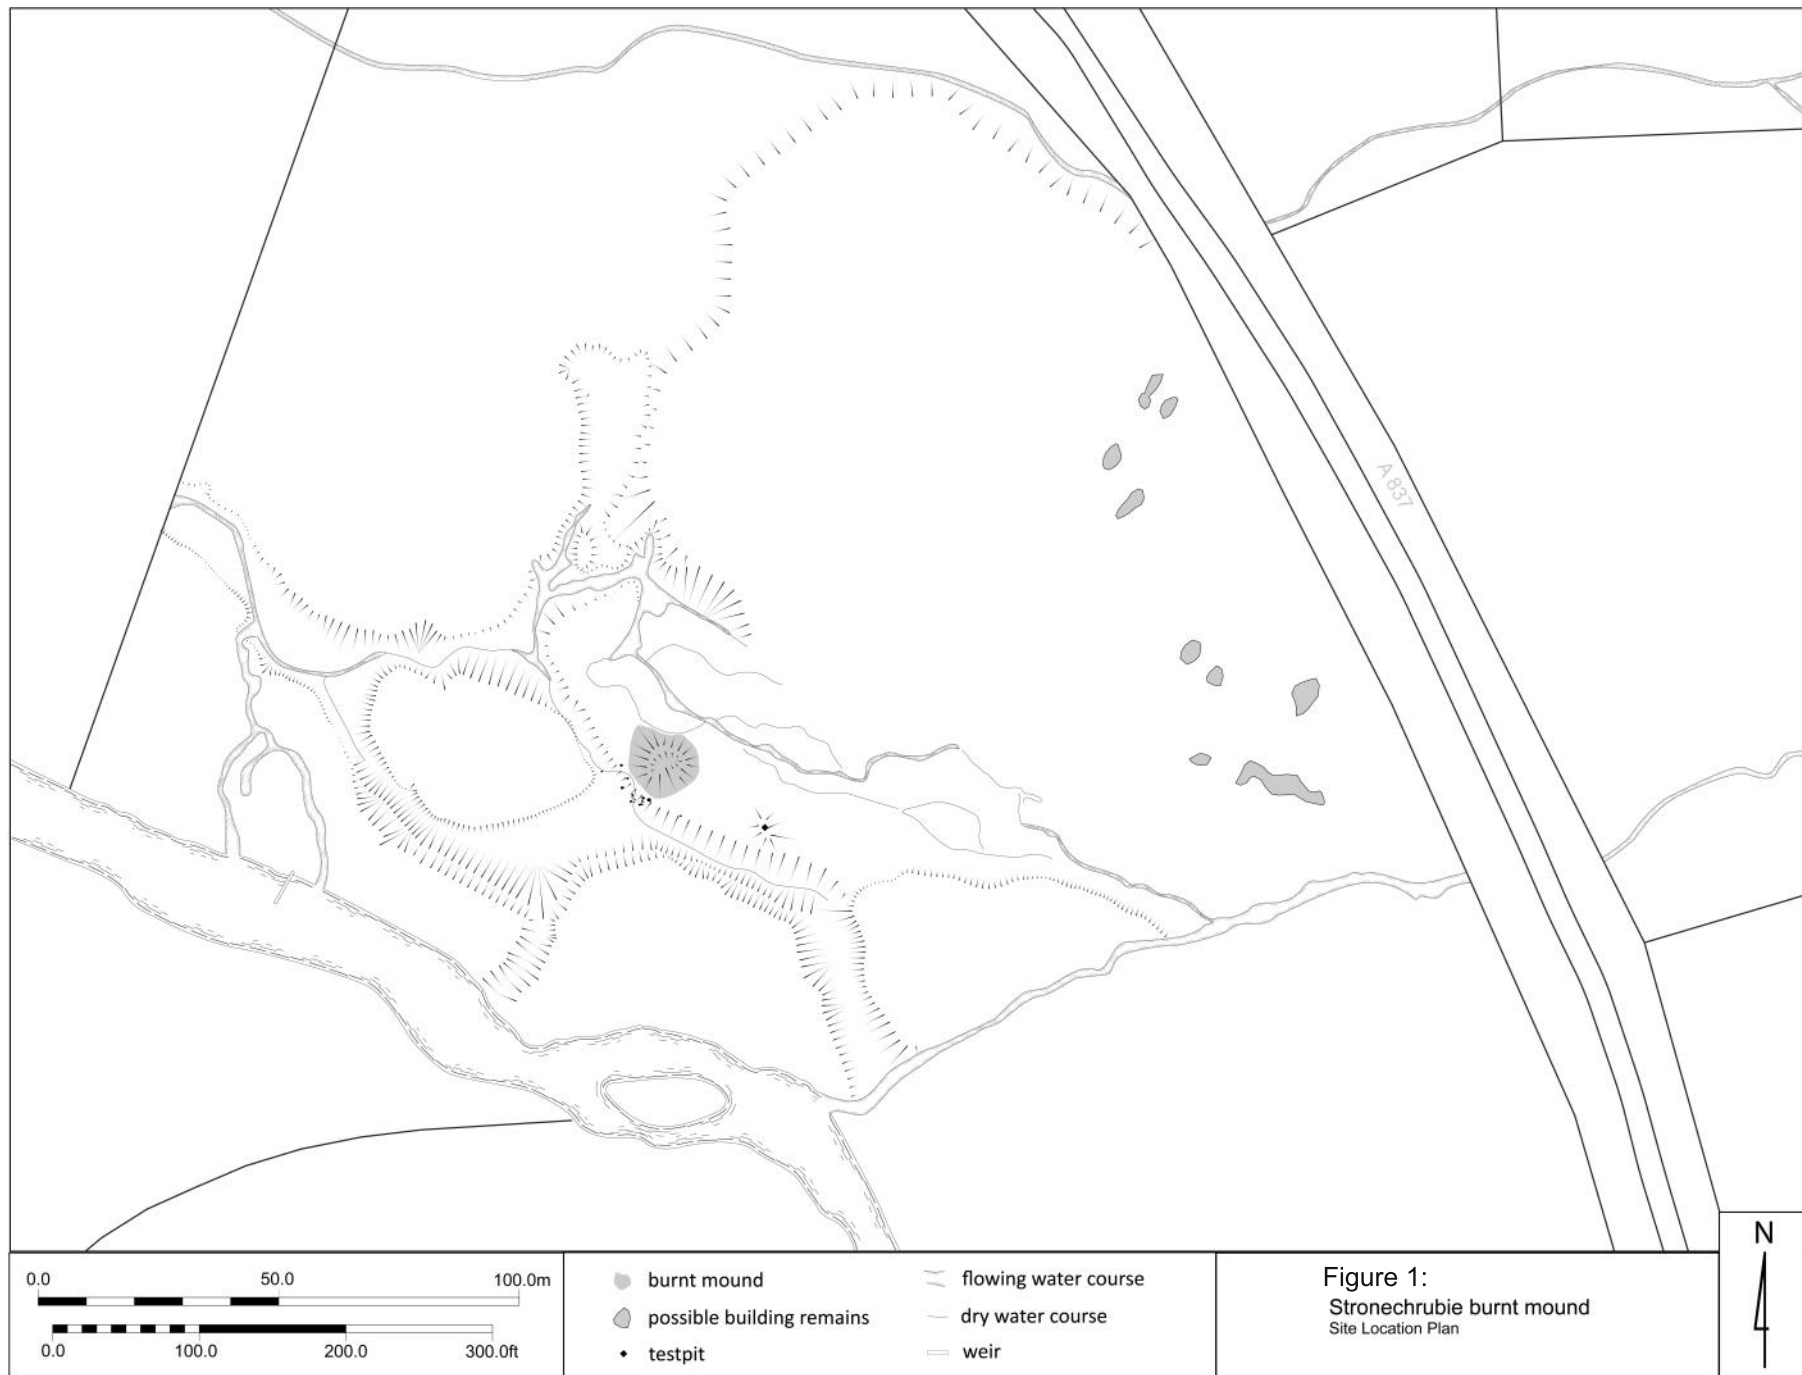 A 837
0.0 50.0 100.0m
0.0 100.0 200.0 300.0ft
burnt mound
possible building remains
testpit
flowing water course
dry water course
weir
Figure 1:
Stronechrubie burnt mound
Site Location Plan
N